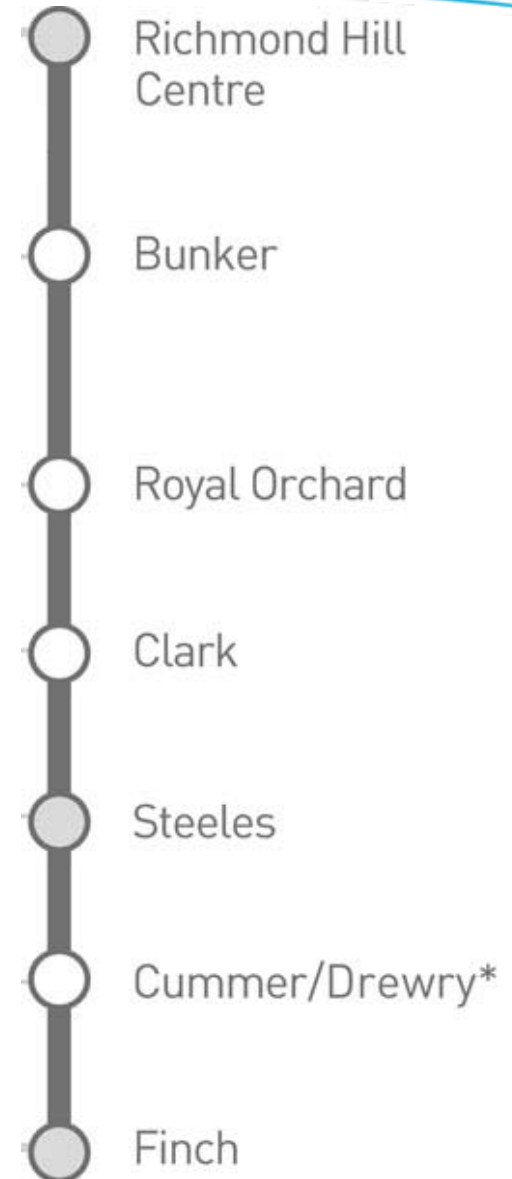 Richmond Hill
Centre
Bunker
Royal Orchard
Clark
Steeles
Cummer/Drewry*
Finch